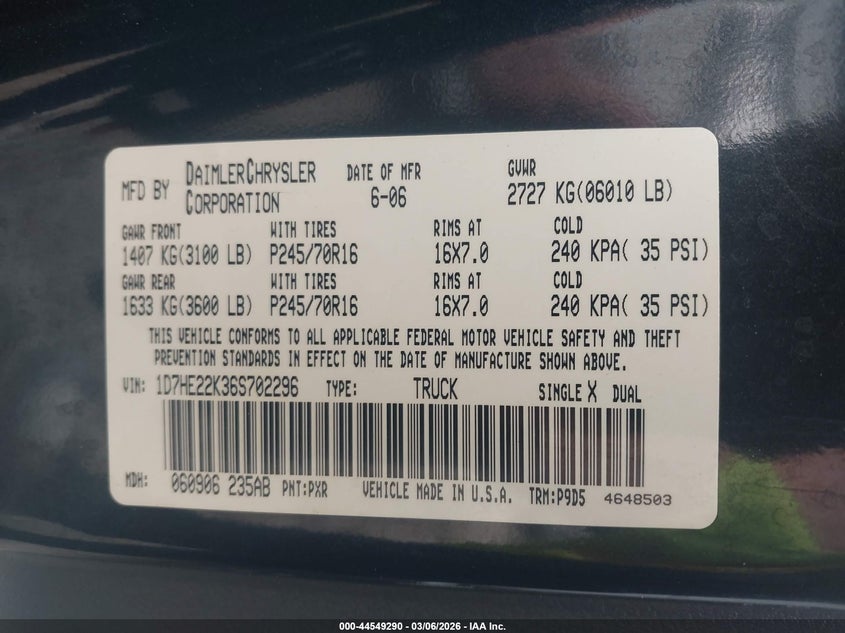 MFD BY DAIMLERCHRYSLER CORPORATION DATE OF MFR 6-06 GVWR 2727 KG(06010 LB)
GAWR FRONT WITH TIRES RIMS AT COLD
1407 KG(3100 LB) P245/70R16 16X7.0 240 KPA( 35 PSI)
GAWR REAR WITH TIRES RIMS AT COLD
1633 KG(3600 LB) P245/70R16 16X7.0 240 KPA( 35 PSI)
THIS VEHICLE CONFORMS TO ALL APPLICABLE FEDERAL MOTOR VEHICLE SAFETY AND THEFT
PREVENTION STANDARDS IN EFFECT ON THE DATE OF MANUFACTURE SHOWN ABOVE.
VIN: 1D7HE22K36S702296 TYPE: TRUCK SINGLE X DUAL
MDH: 060906 235AB PNT:PXR VEHICLE MADE IN U.S.A. TRM:P9D5 4648503
000-44549290 - 03/06/2026 - IAA Inc.